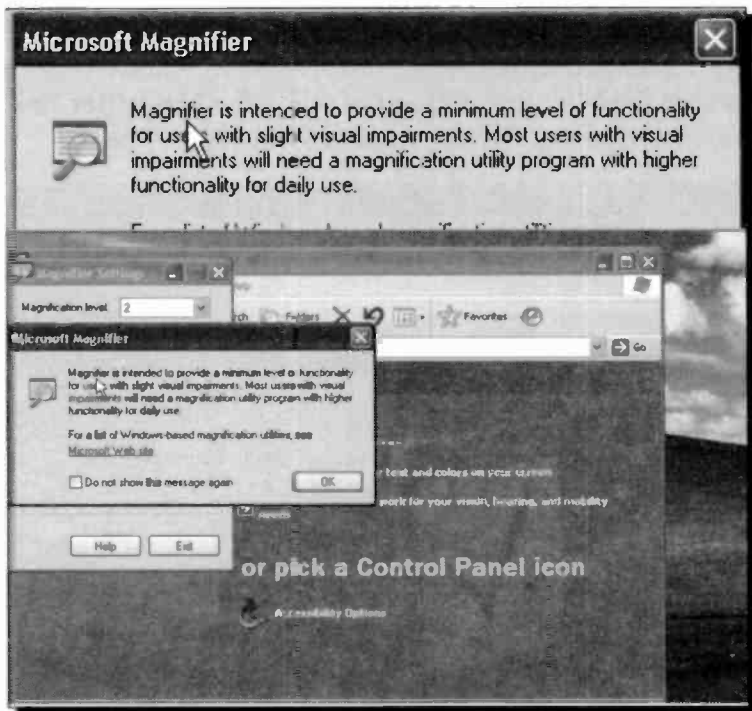 Microsoft Magnifier
Magnifier is intended to provide a minimum level of functionality
for users with slight visual impairments. Most users with visual
impairments will need a magnification utility program with higher
functionality for daily use.
Magnifier Settings
Magnification level: 2
Folders
Favorites
Go
Microsoft Magnifier
Magnifier is intended to provide a minimum level of functionality
for users with slight visual impairments. Most users with visual
impairments will need a magnification utility program with higher
functionality for daily use.
For a list of Windows-based magnification utilities, see
Microsoft Web site
Do not show this message again
OK
text and colors on your screen
work for your vision, hearing, and mobility
needs
Help
Exit
or pick a Control Panel icon
Accessibility Options